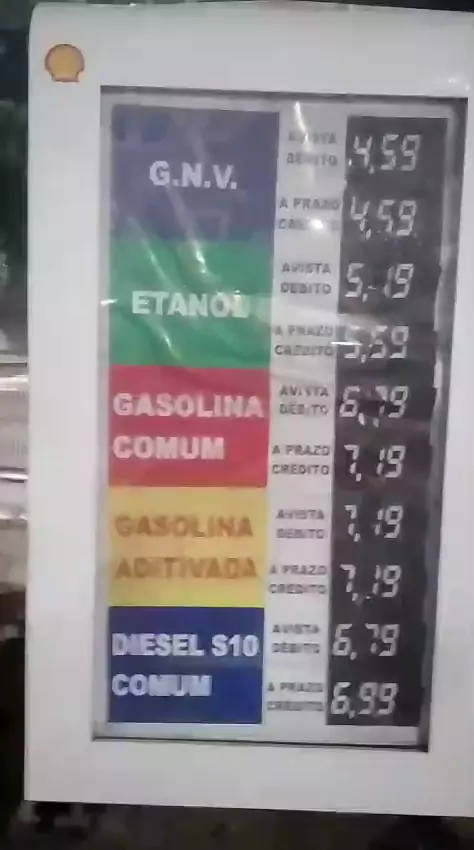 G.N.V.
AVISTA
DEBITO
4,59
A PRAZO
4,59
ETANOL
AVISTA
DEBITO
5,19
A PRAZO
CREDITO
5,59
GASOLINA
COMUM
AVISTA
DEBITO
6,79
A PRAZO
CREDITO
7,19
GASOLINA
ADITIVADA
AVISTA
DEBITO
7,19
A PRAZO
CREDITO
7,19
DIESEL S10
COMUM
AVISTA
DEBITO
6,79
A PRAZO
CREDITO
6,99